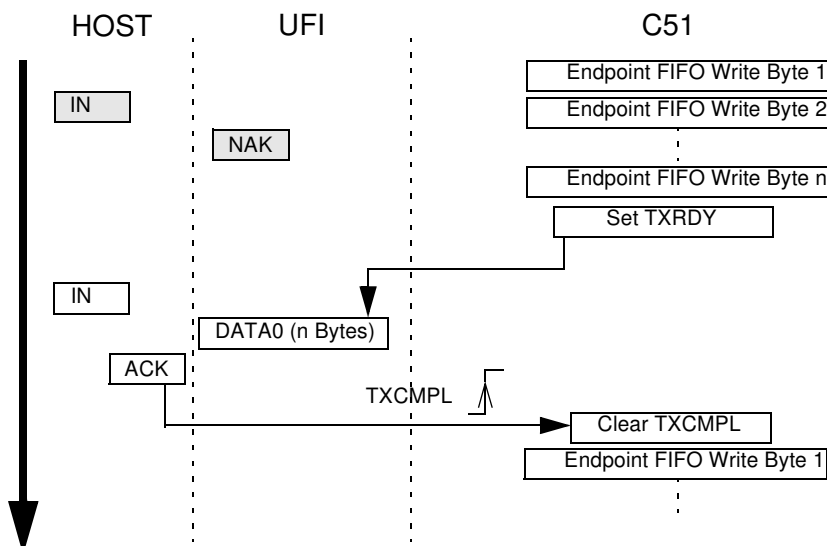 HOST UFI C51
Endpoint FIFO Write Byte 1
IN
Endpoint FIFO Write Byte 2
NAK
Endpoint FIFO Write Byte n
Set TXRDY
IN
DATA0 (n Bytes)
ACK
TXCMPL
Clear TXCMPL
Endpoint FIFO Write Byte 1